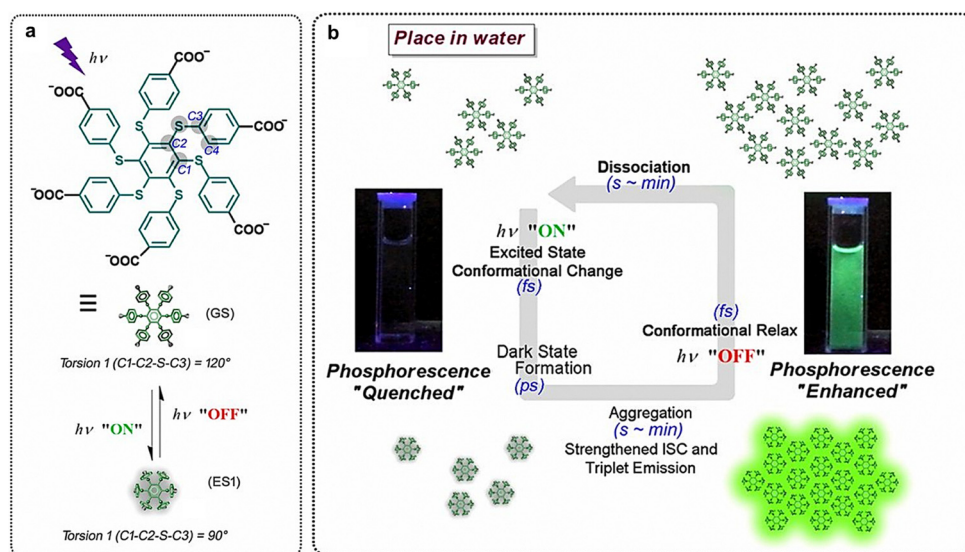 a
hν
COO⁻
⁻OOC
COO⁻
⁻OOC
COO⁻
⁻OOC
S
S
S
S
S
S
C3
C2
C4
C1
≡
(GS)
Torsion 1 (C1-C2-S-C3) = 120°
hν "ON"
hν "OFF"
(ES1)
Torsion 1 (C1-C2-S-C3) = 90°
b
Place in water
Dissociation
(s ~ min)
hν "ON"
Excited State
Conformational Change
(fs)
Dark State
Formation
(ps)
Phosphorescence
"Quenched"
Aggregation
(s ~ min)
Strengthened ISC and
Triplet Emission
(fs)
Conformational Relax
hν "OFF"
Phosphorescence
"Enhanced"